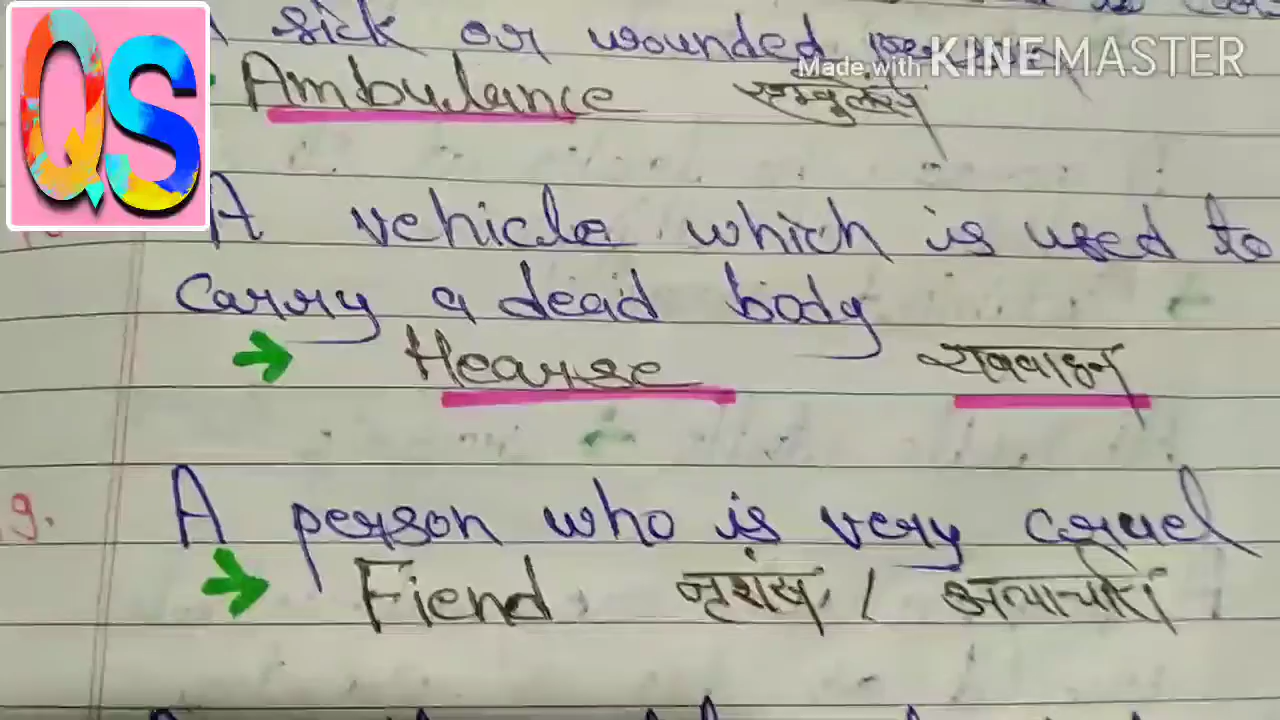 QS
sick or wounded person
Made with KINEMASTER
Ambulance एम्बुलेंस
A vehicle which is used to
carry a dead body
Hearse शववाहन
9. A person who is very cruel
Fiend नृशंस / अत्याचारी